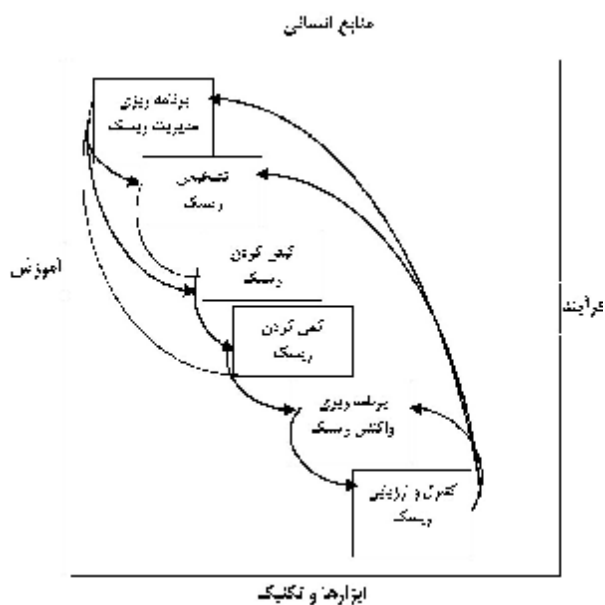 منابع انسانی
برنامه ریزی
مدیریت ریسک
تشخیص
ریسک
کیفی کردن
ریسک
آموزش
فرآیند
کمی کردن
ریسک
برنامه ریزی
واکنش ریسک
کنترل و ارزیابی
ریسک
ابزارها و تکنیک